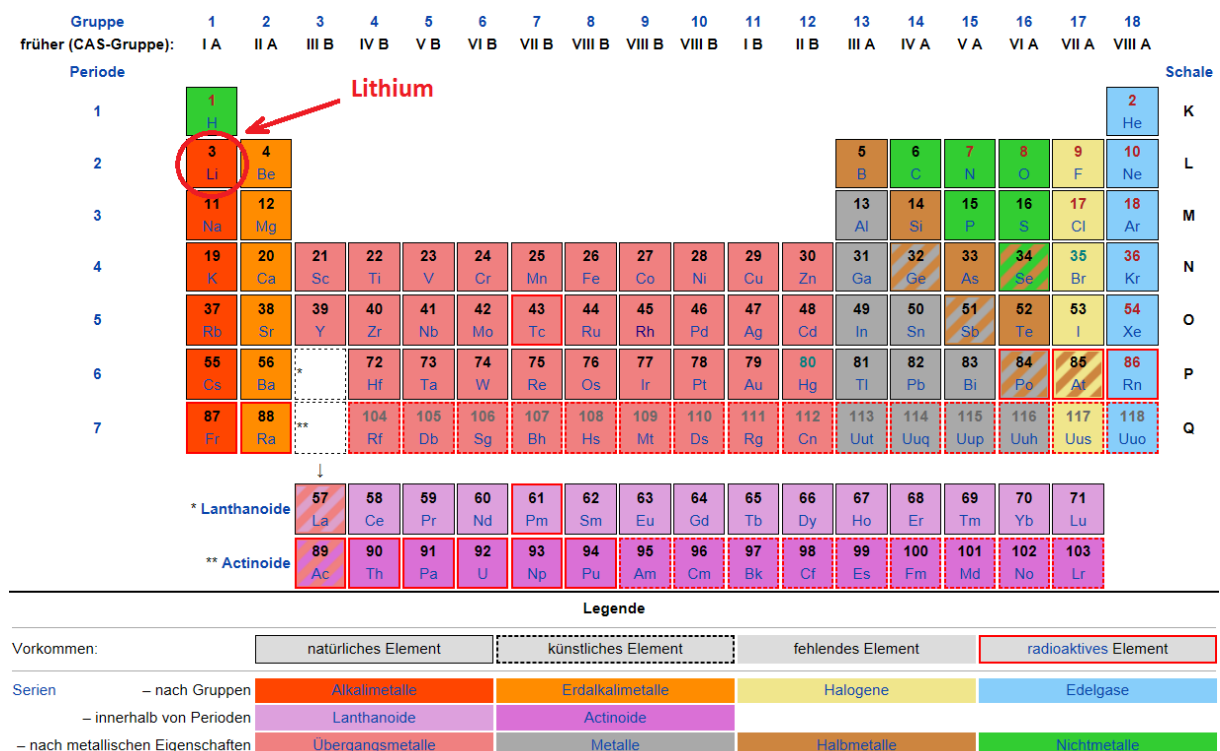 Gruppe 1 2 3 4 5 6 7 8 9 10 11 12 13 14 15 16 17 18
früher (CAS-Gruppe): I A II A III B IV B V B VI B VII B VIII B VIII B VIII B I B II B III A IV A V A VI A VII A VIII A
Periode Schale
Lithium
1 1 2 K
H He
2 3 4 5 6 7 8 9 10 L
Li Be B C N O F Ne
3 11 12 13 14 15 16 17 18 M
Na Mg Al Si P S Cl Ar
4 19 20 21 22 23 24 25 26 27 28 29 30 31 32 33 34 35 36 N
K Ca Sc Ti V Cr Mn Fe Co Ni Cu Zn Ga Ge As Se Br Kr
5 37 38 39 40 41 42 43 44 45 46 47 48 49 50 51 52 53 54 O
Rb Sr Y Zr Nb Mo Tc Ru Rh Pd Ag Cd In Sn Sb Te I Xe
6 55 56 * 72 73 74 75 76 77 78 79 80 81 82 83 84 85 86 P
Cs Ba Hf Ta W Re Os Ir Pt Au Hg Tl Pb Bi Po At Rn
7 87 88 ** 104 105 106 107 108 109 110 111 112 113 114 115 116 117 118 Q
Fr Ra Rf Db Sg Bh Hs Mt Ds Rg Cn Uut Uuq Uup Uuh Uus Uuo
↓
* Lanthanoide 57 58 59 60 61 62 63 64 65 66 67 68 69 70 71
La Ce Pr Nd Pm Sm Eu Gd Tb Dy Ho Er Tm Yb Lu
** Actinoide 89 90 91 92 93 94 95 96 97 98 99 100 101 102 103
Ac Th Pa U Np Pu Am Cm Bk Cf Es Fm Md No Lr
Legende
Vorkommen: natürliches Element künstliches Element fehlendes Element radioaktives Element
Serien – nach Gruppen Alkalimetalle Erdalkalimetalle Halogene Edelgase
– innerhalb von Perioden Lanthanoide Actinoide
– nach metallischen Eigenschaften Übergangsmetalle Metalle Halbmetalle Nichtmetalle